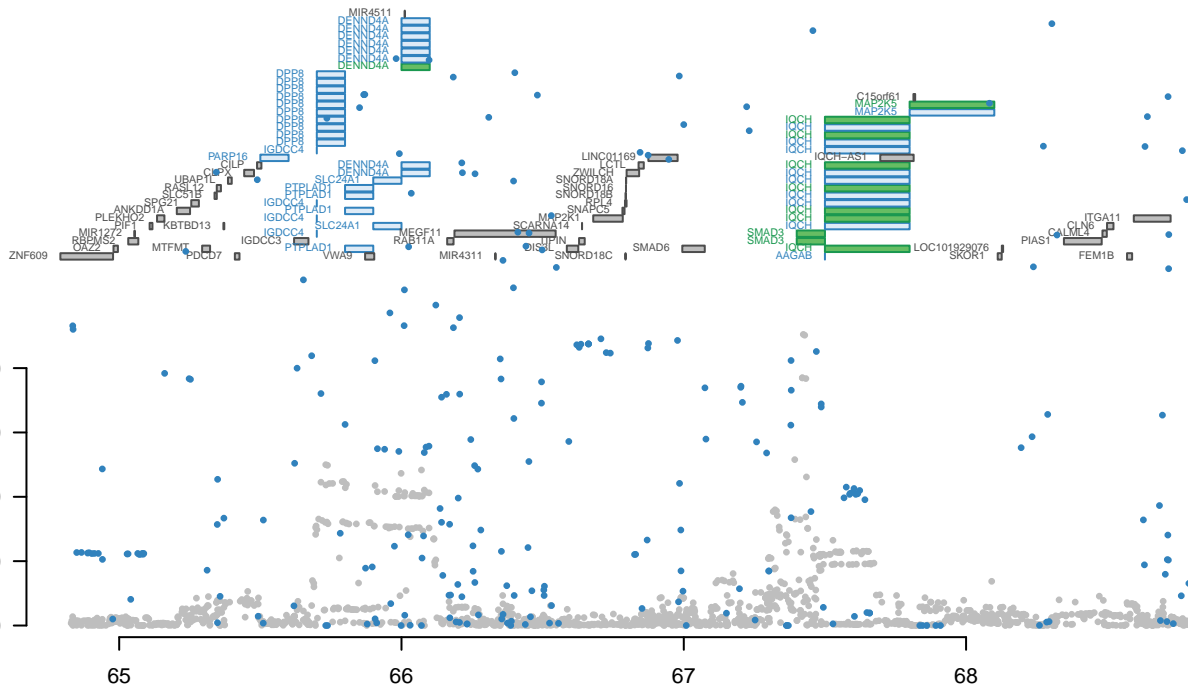 MIR4511
DENND4A
DENND4A
DENND4A
DENND4A
DENND4A
DENND4A
DENND4A
DPP8
DPP8
DPP8
DPP8
DPP8
DPP8
DPP8
DPP8
DPP8
DPP8
C15orf61
MAP2K5
MAP2K5
IQCH
IQCH
IQCH
IQCH
IGDCC4 IQCH
PARP16 LINC01169 IQCH-AS1
CILP DENND4A LCTL IQCH
CLPX DENND4A ZWILCH IQCH
UBAP1L SLC24A1 SNORD18A IQCH
RASL12 PTPLAD1 SNORD16 IQCH
SLC51B PTPLAD1 SNORD18B IQCH
SPG21 IGDCC4 RPL4 IQCH
ANKDD1A PTPLAD1 SNAPC5 IQCH
PLEKHO2 IGDCC4 MAP2K1 IQCH ITGA11
PIF1 KBTBD13 SLC24A1 SCARNA14 IQCH CLN6
MIR1272 MEGF11 SMAD3 CALML4
RBPMS2 IGDCC3 RAB11A TIPIN SMAD3 PIAS1
OAZ2 MTFMT PTPLAD1 DIS3L SMAD6 IQCH LOC101929076
ZNF609 PDCD7 VWA9 MIR4311 SNORD18C AAGAB SKOR1 FEM1B
65 66 67 68